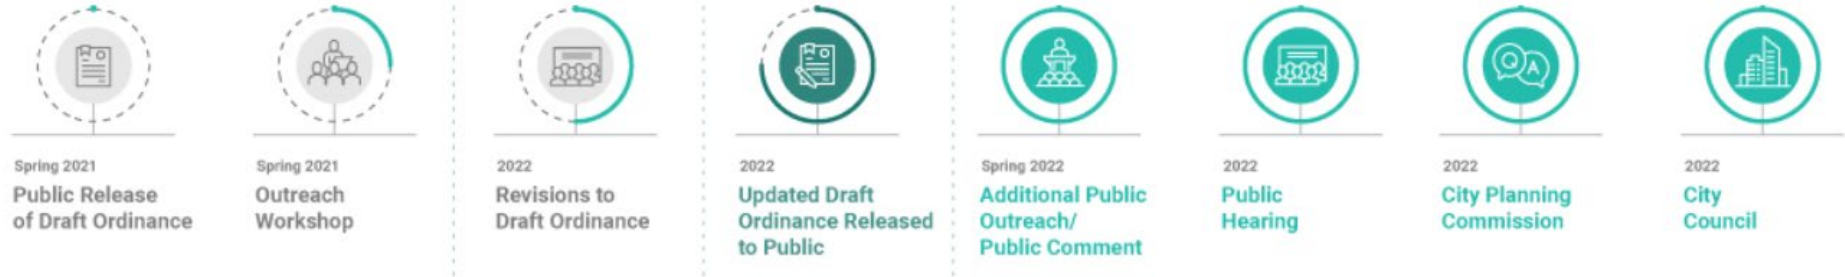 Spring 2021
Public Release
of Draft Ordinance
Spring 2021
Outreach
Workshop
2022
Revisions to
Draft Ordinance
2022
Updated Draft
Ordinance Released
to Public
Spring 2022
Additional Public
Outreach/
Public Comment
2022
Public
Hearing
2022
City Planning
Commission
Q A
2022
City
Council